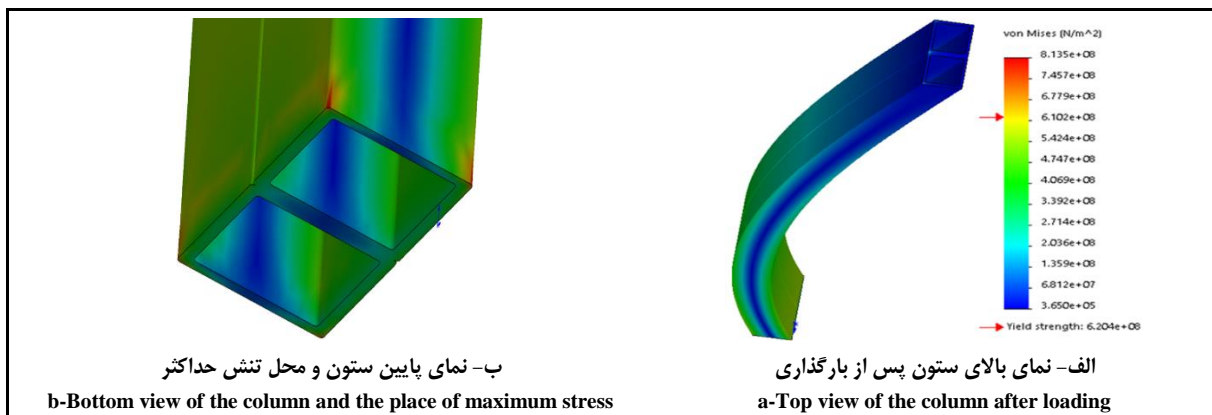 von Mises (N/m^2)
8.135e+08
7.457e+08
6.779e+08
6.102e+08
5.424e+08
4.747e+08
4.069e+08
3.392e+08
2.714e+08
2.036e+08
1.359e+08
6.812e+07
3.650e+05
Yield strength: 6.204e+08
الف- نمای بالای ستون پس از بارگذاری
a-Top view of the column after loading
ب- نمای پایین ستون و محل تنش حداکثر
b-Bottom view of the column and the place of maximum stress